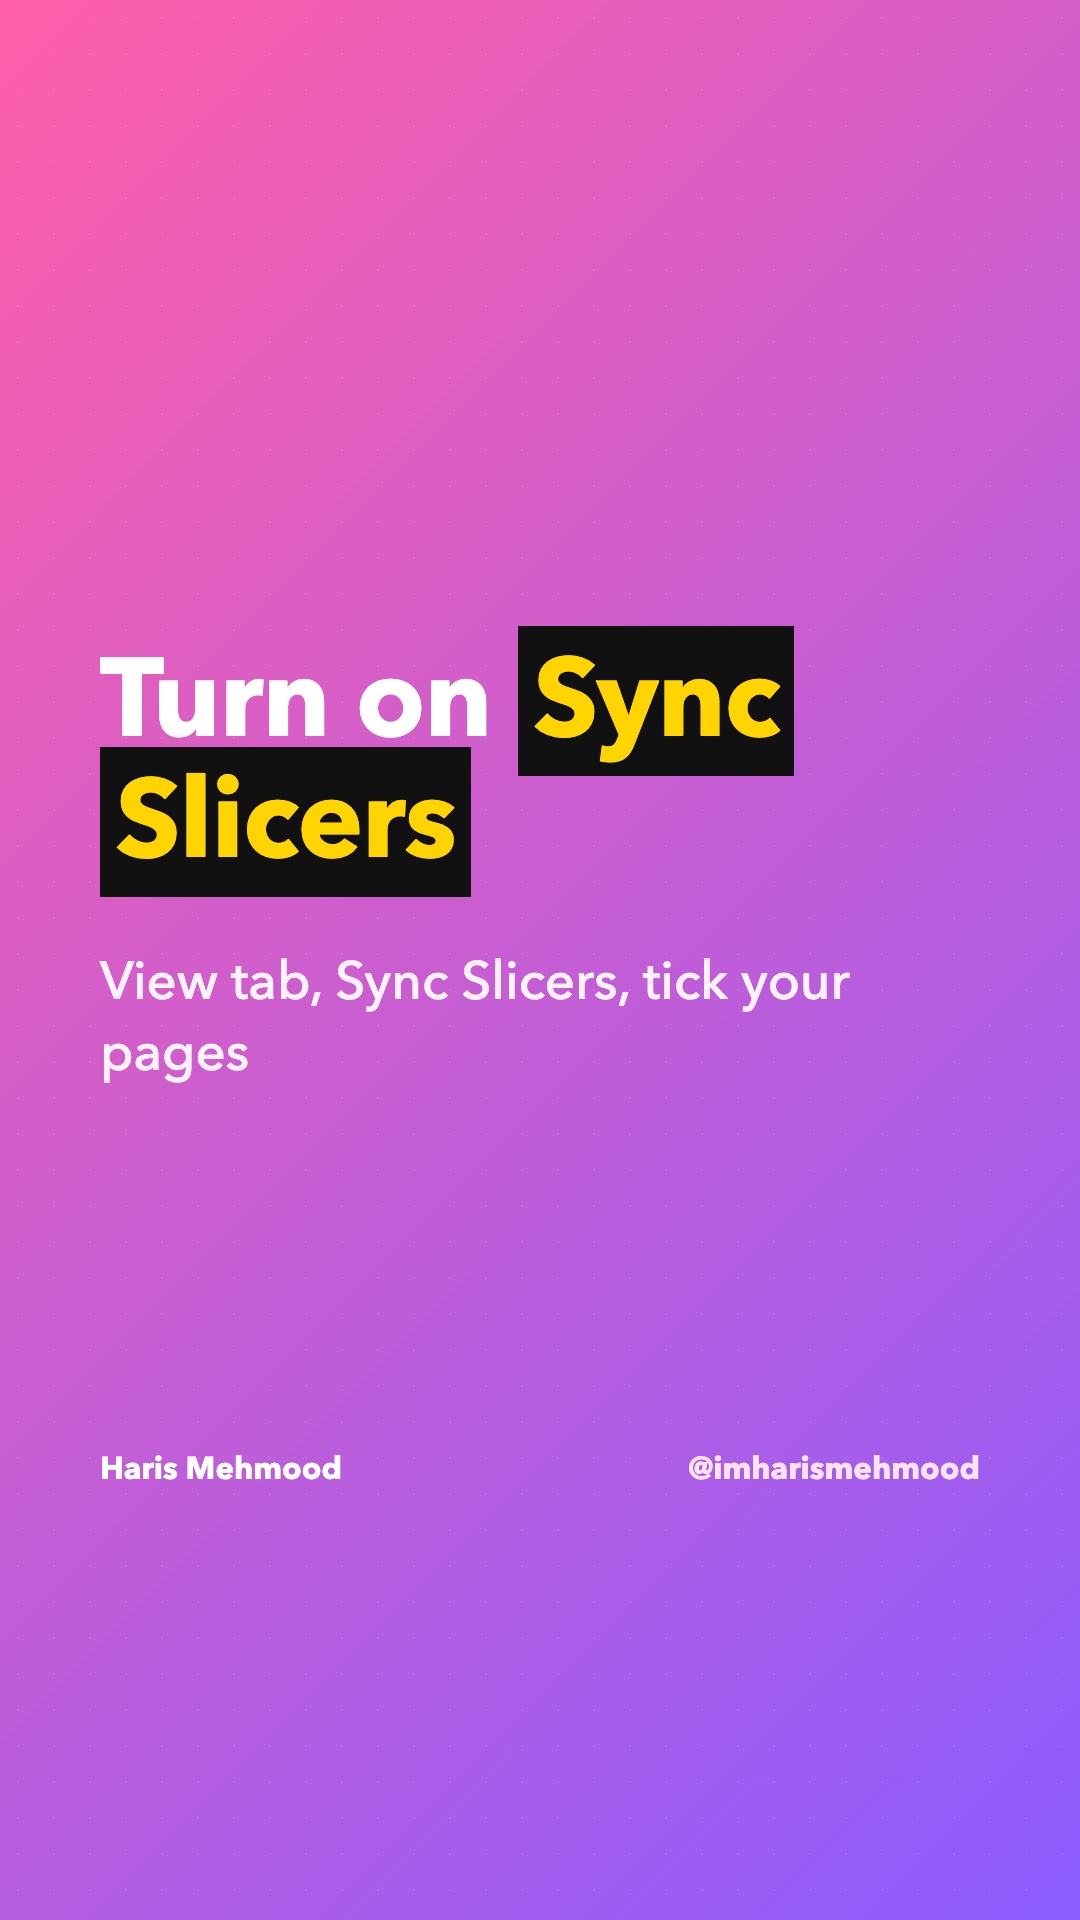 Turn on Sync
Slicers
View tab, Sync Slicers, tick your
pages
Haris Mehmood
@imharismehmood